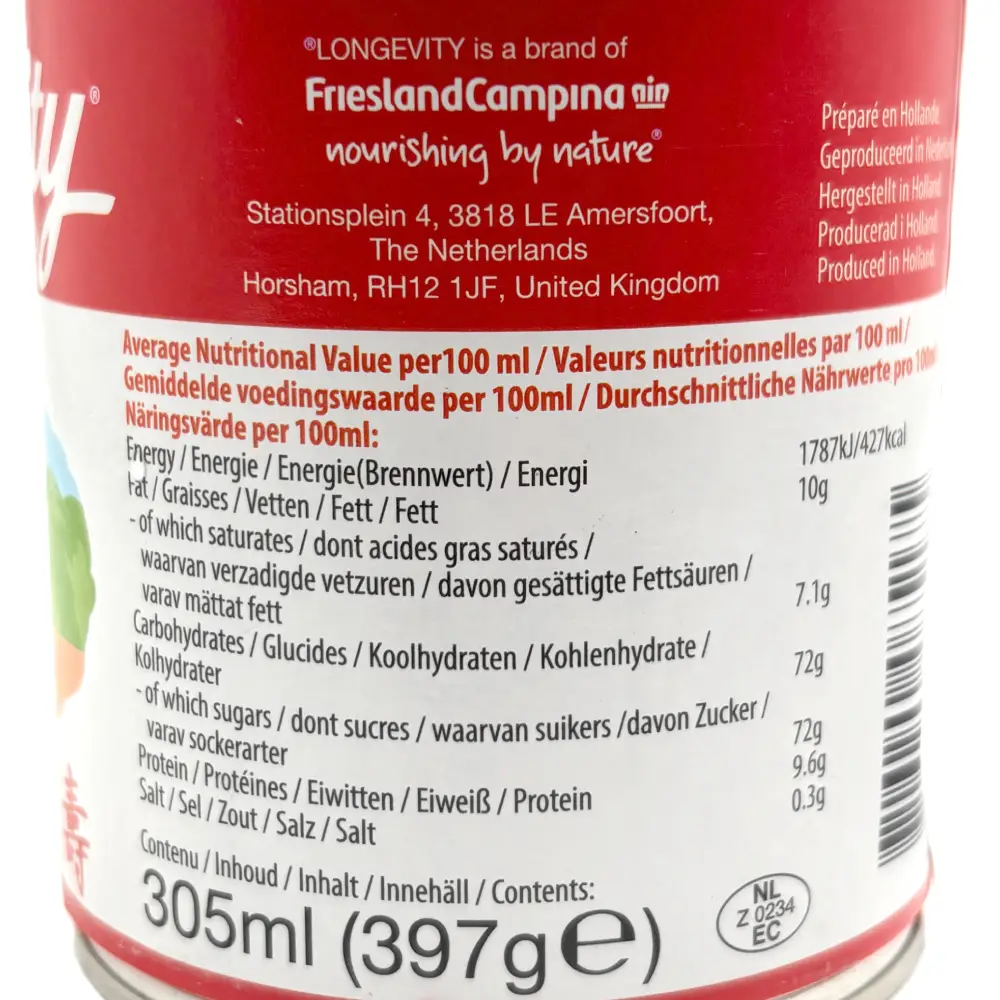 ty®
®LONGEVITY is a brand of
FrieslandCampina
nourishing by nature®
Stationsplein 4, 3818 LE Amersfoort,
The Netherlands
Horsham, RH12 1JF, United Kingdom
Préparé en Hollande
Geproduceerd in
Hergestellt in Holland
Producerad i Holland
Produced in Holland
Average Nutritional Value per100 ml / Valeurs nutritionnelles par 100 ml /
Gemiddelde voedingswaarde per 100ml / Durchschnittliche Nährwerte pro 100ml
Näringsvärde per 100ml:
Energy / Energie / Energie(Brennwert) / Energi 1787kJ/427kcal
Fat / Graisses / Vetten / Fett / Fett 10g
- of which saturates / dont acides gras saturés /
waarvan verzadigde vetzuren / davon gesättigte Fettsäuren /
varav mättat fett 7.1g
Carbohydrates / Glucides / Koolhydraten / Kohlenhydrate /
Kolhydrater 72g
- of which sugars / dont sucres / waarvan suikers /davon Zucker /
varav sockerarter 72g
Protein / Protéines / Eiwitten / Eiweiß / Protein 9.6g
Salt / Sel / Zout / Salz / Salt 0.3g
Contenu / Inhoud / Inhalt / Innehäll / Contents:
305ml (397g℮)
NL
Z 0234
EC
壽